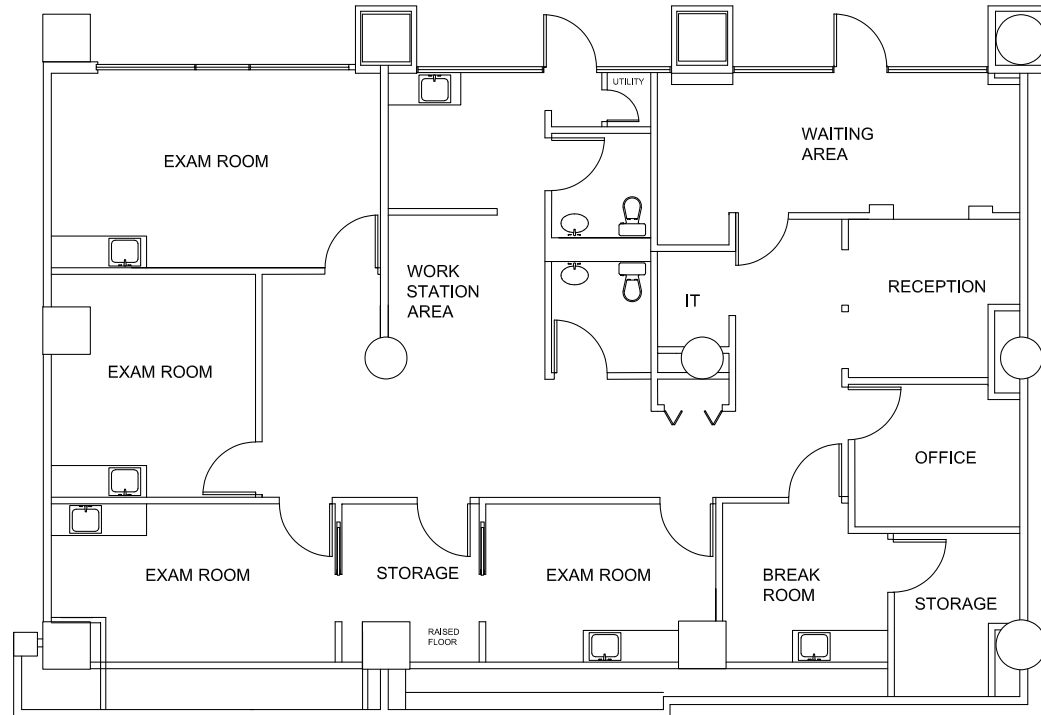 UTILITY
WAITING
AREA
EXAM ROOM
WORK
STATION
AREA
IT
RECEPTION
EXAM ROOM
OFFICE
EXAM ROOM
STORAGE
EXAM ROOM
BREAK
ROOM
STORAGE
RAISED
FLOOR